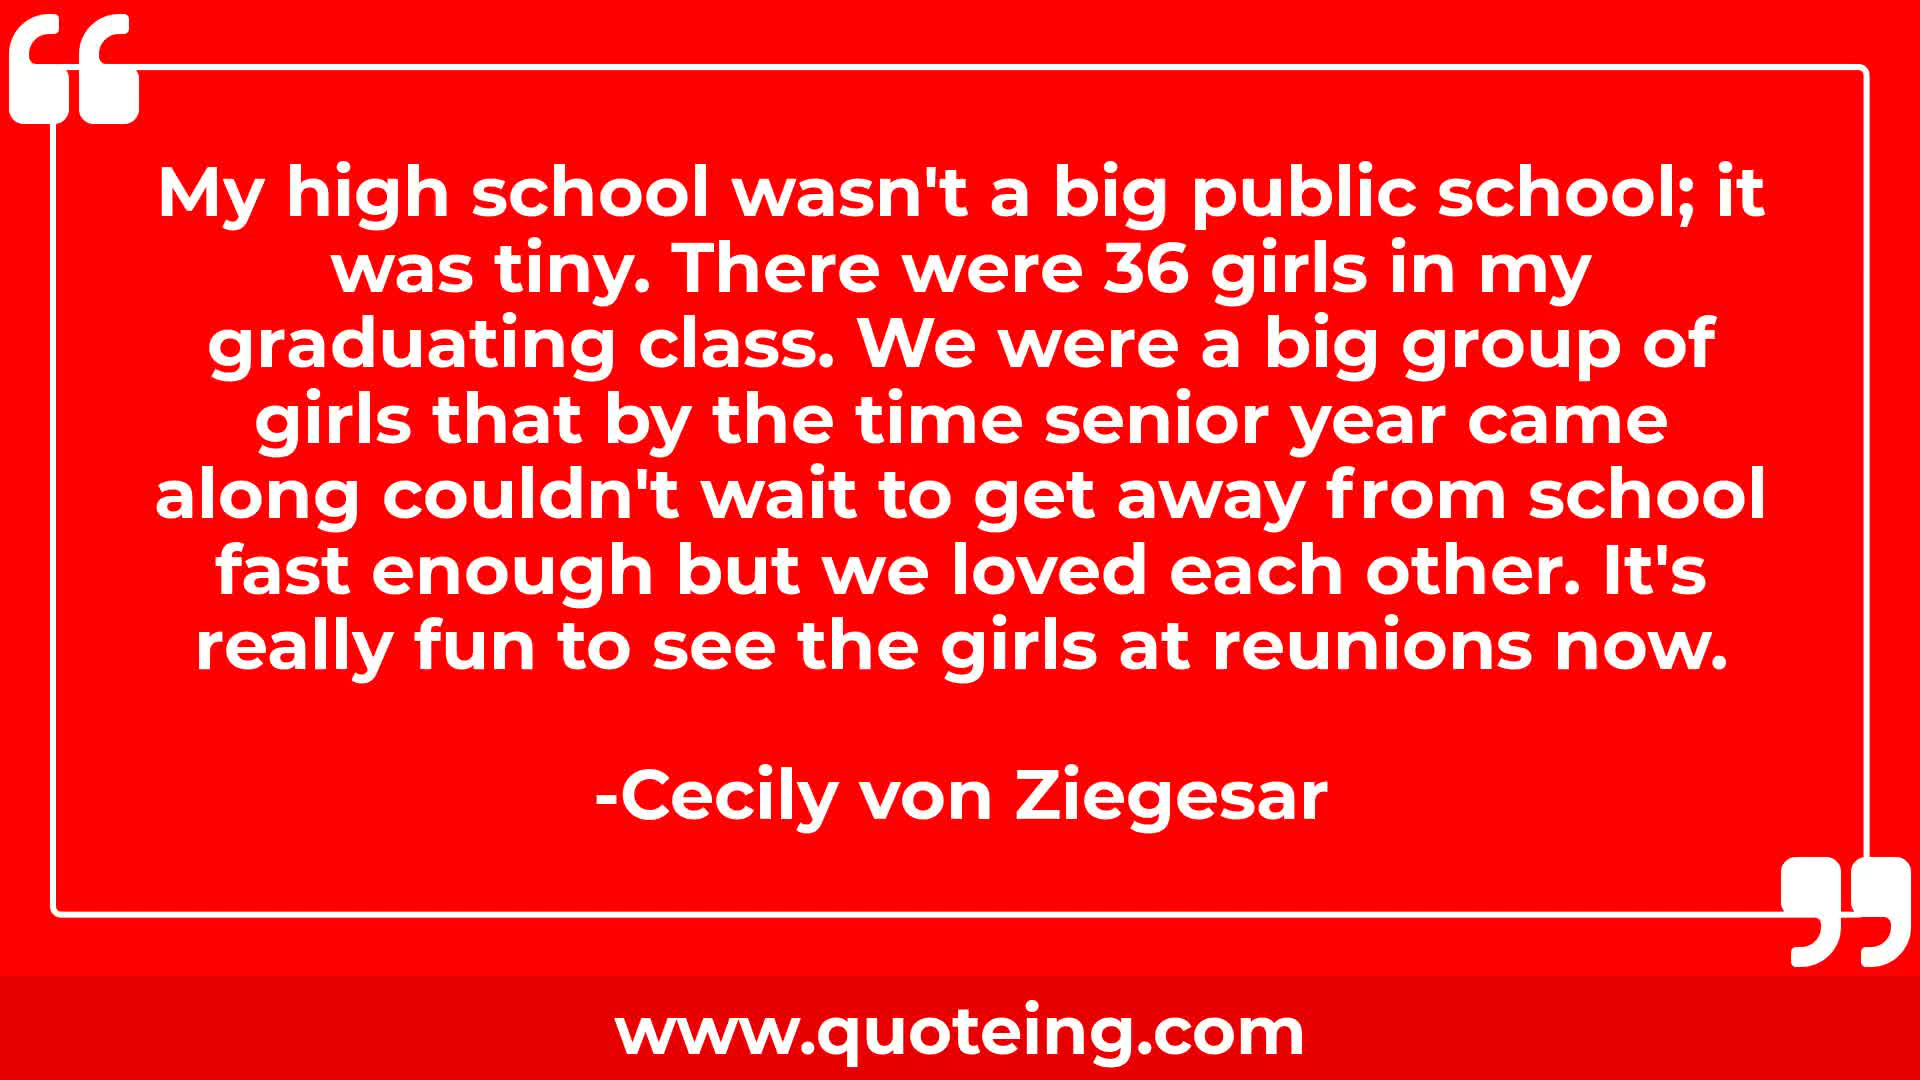 My high school wasn't a big public school; it
was tiny. There were 36 girls in my
graduating class. We were a big group of
girls that by the time senior year came
along couldn't wait to get away from school
fast enough but we loved each other. It's
really fun to see the girls at reunions now.
-Cecily von Ziegesar
www.quoteing.com